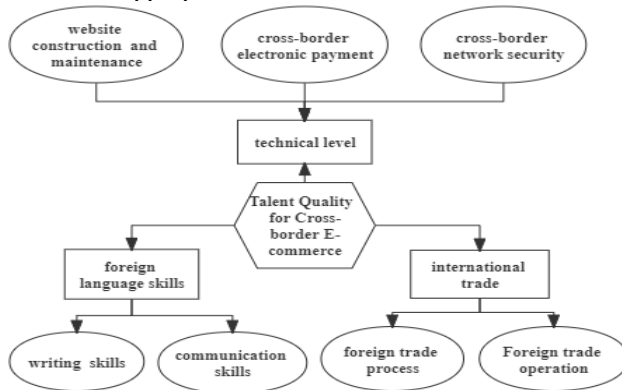 website
construction and
maintenance
cross-border
electronic payment
cross-border
network security
technical level
Talent Quality
for Cross-
border E-
commerce
foreign
language skills
international
trade
writing skills
communication
skills
foreign trade
process
Foreign trade
operation